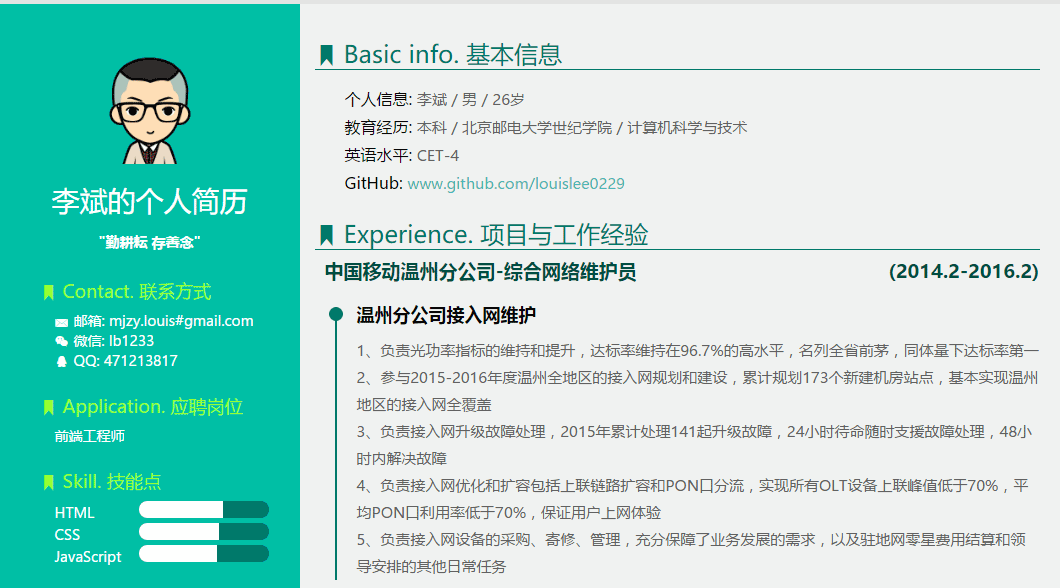 李斌的个人简历
"勤耕耘 存善念"
Contact. 联系方式
邮箱: mjzy.louis#gmail.com
微信: lb1233
QQ: 471213817
Application. 应聘岗位
前端工程师
Skill. 技能点
HTML
CSS
JavaScript
Basic info. 基本信息
个人信息: 李斌 / 男 / 26岁
教育经历: 本科 / 北京邮电大学世纪学院 / 计算机科学与技术
英语水平: CET-4
GitHub: www.github.com/louislee0229
Experience. 项目与工作经验
中国移动温州分公司-综合网络维护员 (2014.2-2016.2)
温州分公司接入网维护
1、负责光功率指标的维持和提升，达标率维持在96.7%的高水平，名列全省前茅，同体量下达标率第一
2、参与2015-2016年度温州全地区的接入网规划和建设，累计规划173个新建机房站点，基本实现温州
地区的接入网全覆盖
3、负责接入网升级故障处理，2015年累计处理141起升级故障，24小时待命随时支援故障处理，48小
时内解决故障
4、负责接入网优化和扩容包括上联链路扩容和PON口分流，实现所有OLT设备上联峰值低于70%，平
均PON口利用率低于70%，保证用户上网体验
5、负责接入网设备的采购、寄修、管理，充分保障了业务发展的需求，以及驻地网零星费用结算和领
导安排的其他日常任务